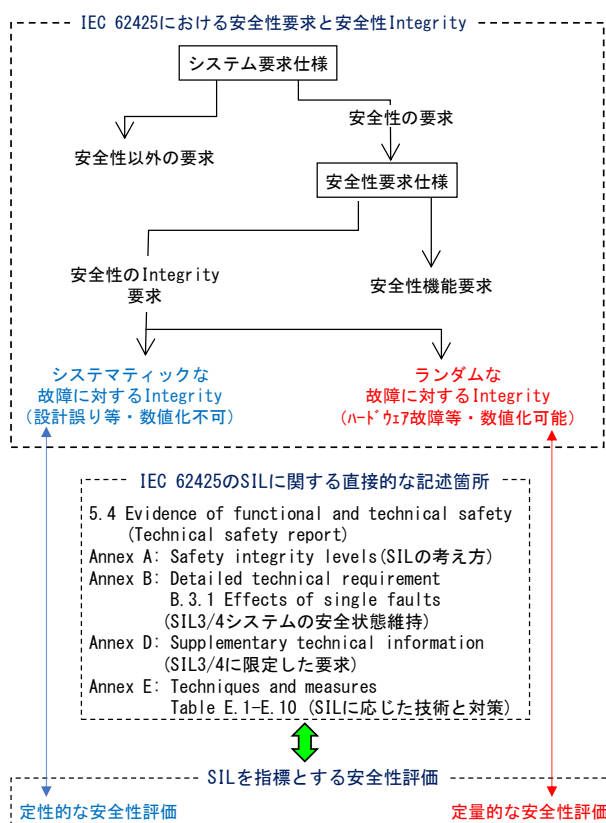 IEC 62425における安全性要求と安全性Integrity
システム要求仕様
安全性の要求
安全性以外の要求
安全性要求仕様
安全性のIntegrity
要求
安全性機能要求
システマティックな
故障に対するIntegrity
(設計誤り等・数値化不可)
ランダムな
故障に対するIntegrity
(ﾊｰﾄﾞｳｪｱ故障等・数値化可能)
IEC 62425のSILに関する直接的な記述箇所
5.4 Evidence of functional and technical safety
(Technical safety report)
Annex A: Safety integrity levels(SILの考え方)
Annex B: Detailed technical requirement
B.3.1 Effects of single faults
(SIL3/4システムの安全状態維持)
Annex D: Supplementary technical information
(SIL3/4に限定した要求)
Annex E: Techniques and measures
Table E.1-E.10 (SILに応じた技術と対策)
SILを指標とする安全性評価
定性的な安全性評価
定量的な安全性評価